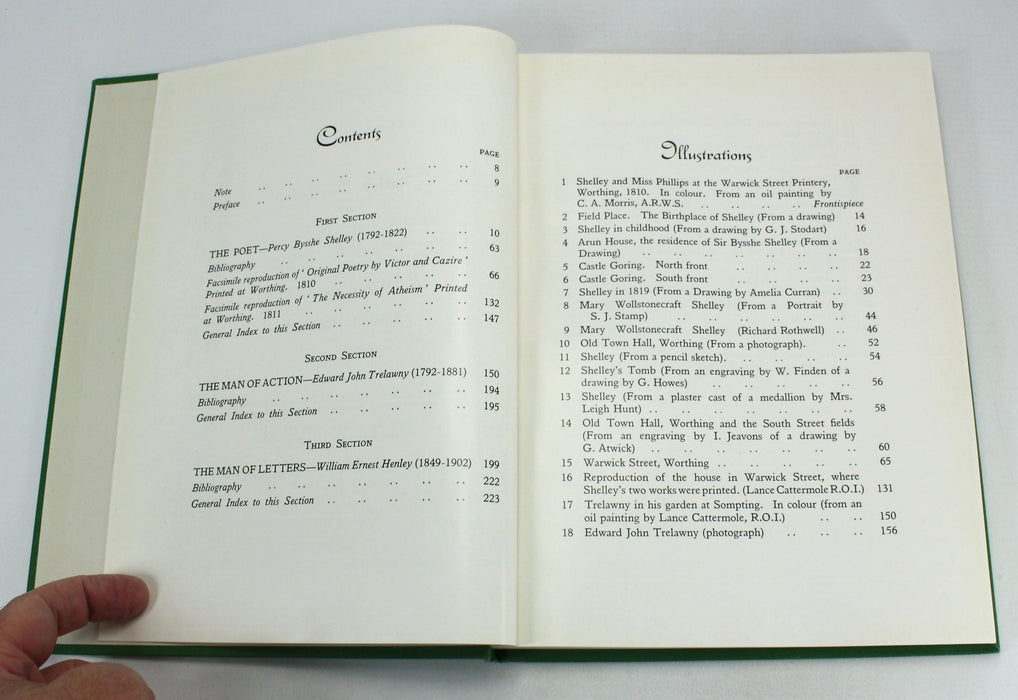 Contents
PAGE
Note .. .. .. .. .. .. .. .. 8
Preface .. .. .. .. .. .. .. 9
FIRST SECTION
THE POET—Percy Bysshe Shelley (1792-1822) .. .. 10
Bibliography .. .. .. .. .. .. 63
Facsimile reproduction of ' Original Poetry by Victor and Cazire '
Printed at Worthing. 1810 .. .. .. .. .. 66
Facsimile reproduction of ' The Necessity of Atheism ' Printed
at Worthing. 1811 .. .. .. .. .. .. 132
General Index to this Section .. .. .. .. .. 147
SECOND SECTION
THE MAN OF ACTION—Edward John Trelawny (1792-1881) 150
Bibliography .. .. .. .. .. .. .. 194
General Index to this Section .. .. .. .. .. 195
THIRD SECTION
THE MAN OF LETTERS—William Ernest Henley (1849-1902) 199
Bibliography .. .. .. .. .. .. .. 222
General Index to this Section .. .. .. .. .. 223
Illustrations
PAGE
1 Shelley and Miss Phillips at the Warwick Street Printery,
Worthing, 1810. In colour. From an oil painting by
C. A. Morris, A.R.W.S. .. .. .. .. Frontispiece
2 Field Place. The Birthplace of Shelley (From a drawing) 14
3 Shelley in childhood (From a drawing by G. J. Stodart) 16
4 Arun House, the residence of Sir Bysshe Shelley (From a
Drawing) .. .. .. .. .. .. .. 18
5 Castle Goring. North front .. .. .. .. 22
6 Castle Goring. South front .. .. .. .. 23
7 Shelley in 1819 (From a Drawing by Amelia Curran) .. 30
8 Mary Wollstonecraft Shelley (From a Portrait by
S. J. Stamp) .. .. .. .. .. .. 44
9 Mary Wollstonecraft Shelley (Richard Rothwell) .. 46
10 Old Town Hall, Worthing (From a photograph). .. 52
11 Shelley (From a pencil sketch). .. .. .. .. 54
12 Shelley's Tomb (From an engraving by W. Finden of a
drawing by G. Howes) .. .. .. .. .. 56
13 Shelley (From a plaster cast of a medallion by Mrs.
Leigh Hunt) .. .. .. .. .. .. .. 58
14 Old Town Hall, Worthing and the South Street fields
(From an engraving by I. Jeavons of a drawing by
G. Atwick) .. .. .. .. .. .. .. 60
15 Warwick Street, Worthing .. .. .. .. .. 65
16 Reproduction of the house in Warwick Street, where
Shelley's two works were printed. (Lance Cattermole R.O.I.) 131
17 Trelawny in his garden at Sompting. In colour (from an
oil painting by Lance Cattermole, R.O.I.) .. .. 150
18 Edward John Trelawny (photograph) .. .. .. 156